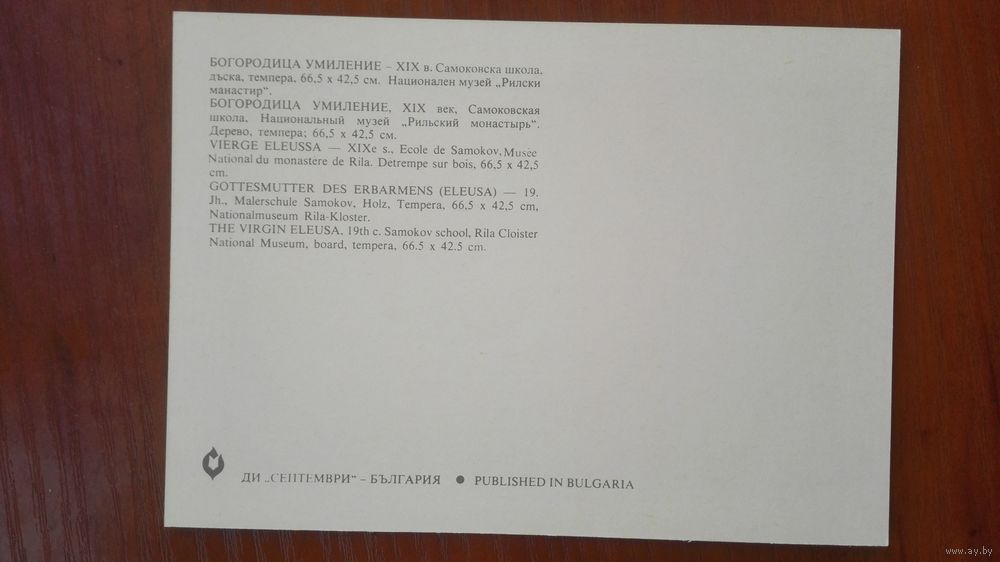 БОГОРОДИЦА УМИЛЕНИЕ – XIX в. Самоковска школа,
дъска, темпера, 66,5 x 42,5 см. Национален музей „Рилски
манастир“.
БОГОРОДИЦА УМИЛЕНИЕ, XIX век, Самоковская
школа, Национальный музей „Рильский монастырь“.
Дерево, темпера; 66,5 x 42,5 см.
VIERGE ELEUSSA — XIXe s., Ecole de Samokov, Musée
National du monastere de Rila. Detrempe sur bois, 66,5 x 42,5
cm.
GOTTESMUTTER DES ERBARMENS (ELEUSA) — 19.
Jh., Malerschule Samokov, Holz, Tempera, 66,5 x 42,5 cm,
Nationalmuseum Rila-Kloster.
THE VIRGIN ELEUSA, 19th c. Samokov school, Rila Cloister
National Museum, board, tempera, 66.5 x 42.5 cm.
ДИ „СЕПТЕМВРИ“ – БЪЛГАРИЯ ● PUBLISHED IN BULGARIA
www.ay.by